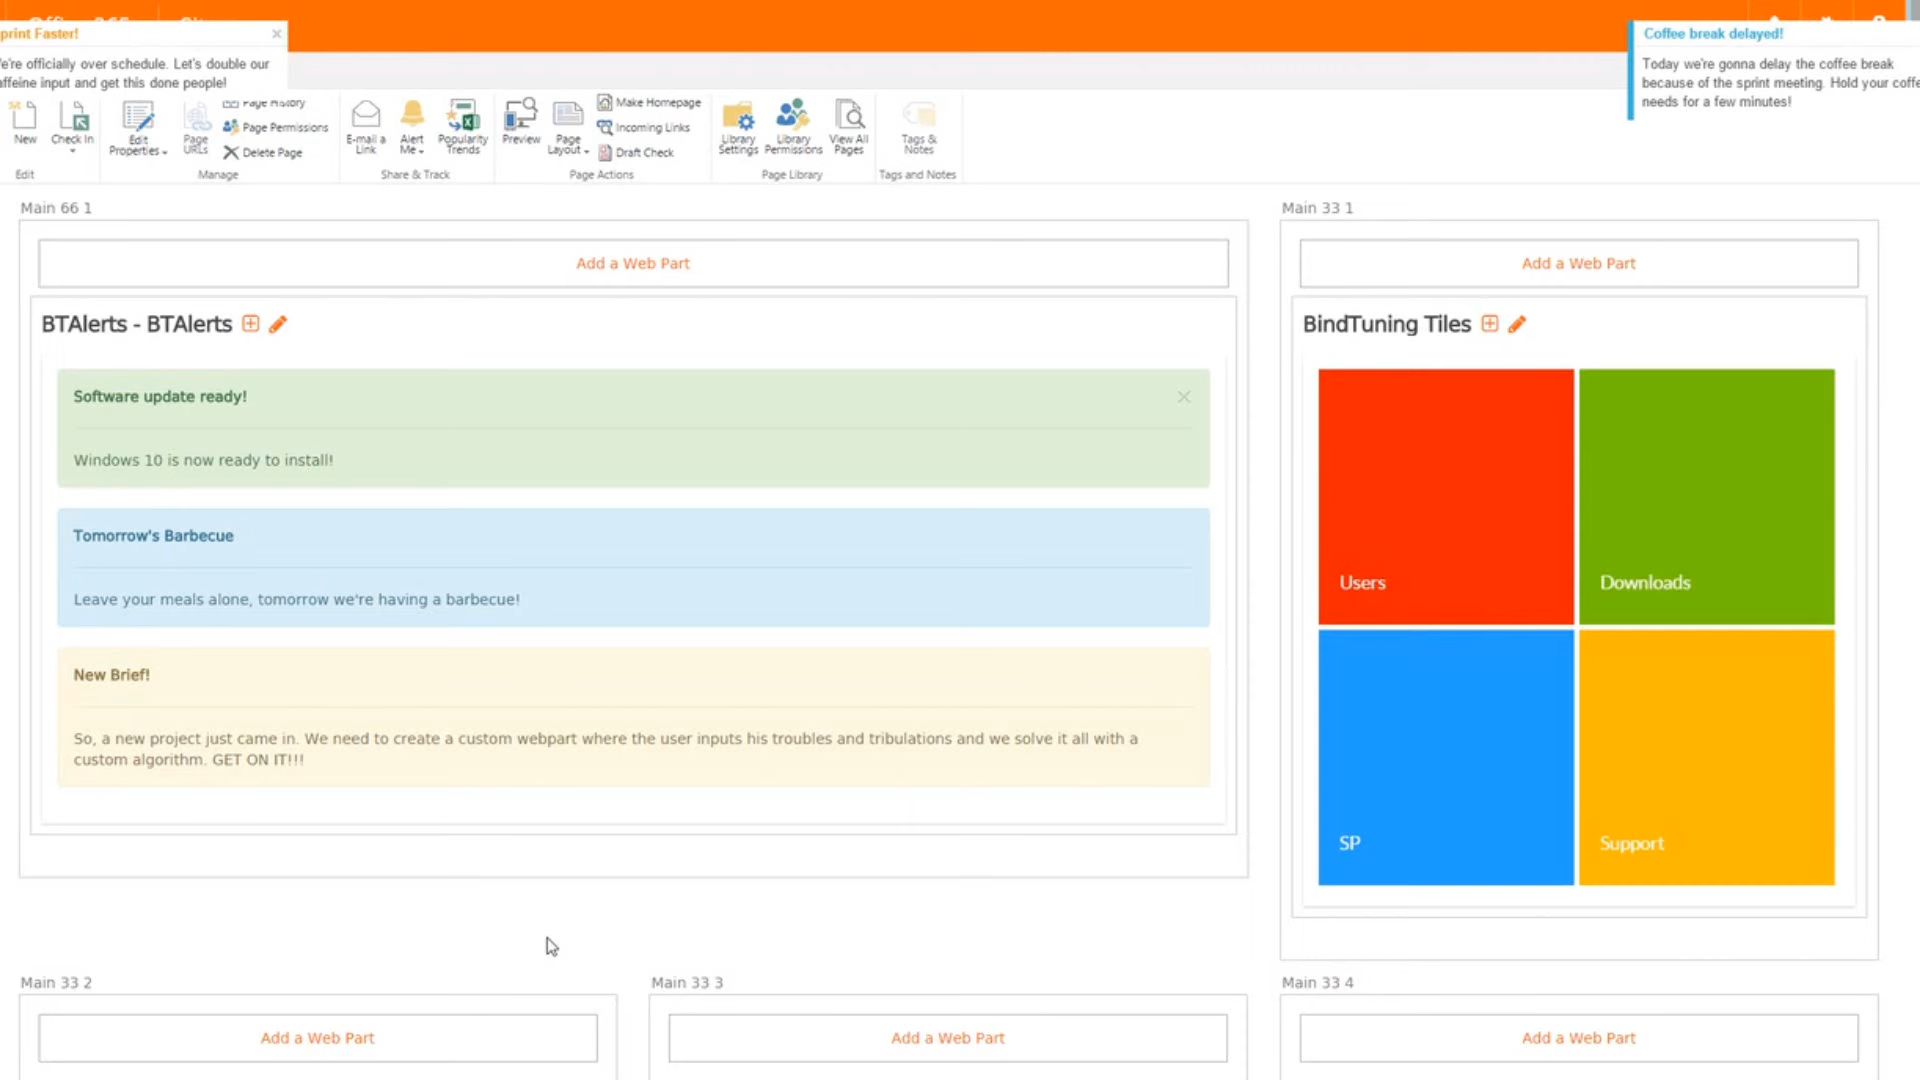 print Faster!
e're officially over schedule. Let's double our
affeine input and get this done people!
Coffee break delayed!
Today we're gonna delay the coffee break
because of the sprint meeting. Hold your coffe
needs for a few minutes!
New
Check In
Edit
Edit
Properties
Page
URLs
Page History
Page Permissions
Delete Page
Manage
E-mail a
Link
Alert
Me
Popularity
Trends
Share & Track
Preview
Page
Layout
Make Homepage
Incoming Links
Draft Check
Page Actions
Library
Settings
Library
Permissions
View All
Pages
Page Library
Tags &
Notes
Tags and Notes
Main 66 1
Add a Web Part
BTAlerts - BTAlerts
Software update ready!
Windows 10 is now ready to install!
Tomorrow's Barbecue
Leave your meals alone, tomorrow we're having a barbecue!
New Brief!
So, a new project just came in. We need to create a custom webpart where the user inputs his troubles and tribulations and we solve it all with a
custom algorithm. GET ON IT!!!
Main 33 1
Add a Web Part
BindTuning Tiles
Users
Downloads
SP
Support
Main 33 2
Add a Web Part
Main 33 3
Add a Web Part
Main 33 4
Add a Web Part